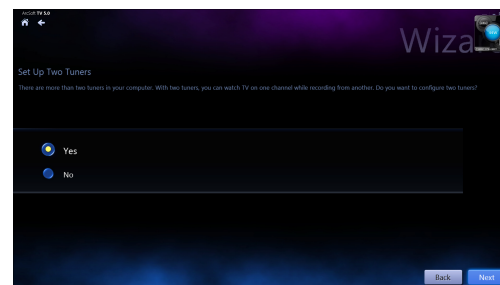 ArcSoft TV 5.0
Wiza
Set Up Two Tuners
There are more than two tuners in your computer. With two tuners, you can watch TV on one channel while recording from another. Do you want to configure two tuners?
Yes
No
Back
Next